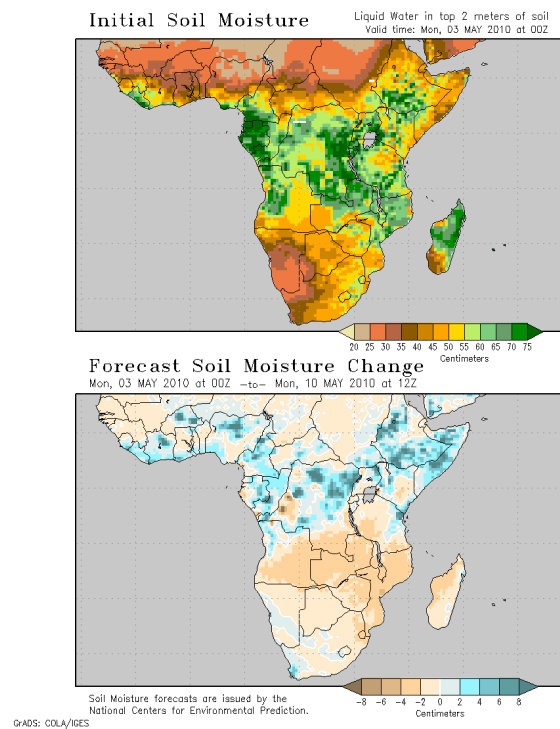 Initial Soil Moisture
Liquid Water in top 2 meters of soil
Valid time: Mon, 03 MAY 2010 at 00Z
20 25 30 35 40 45 50 55 60 65 70 75
Centimeters
Forecast Soil Moisture Change
Mon, 03 MAY 2010 at 00Z -to- Mon, 10 MAY 2010 at 12Z
-8 -6 -4 -2 0 2 4 6 8
Centimeters
Soil Moisture forecasts are issued by the
National Centers for Environmental Prediction.
GrADS: COLA/IGES